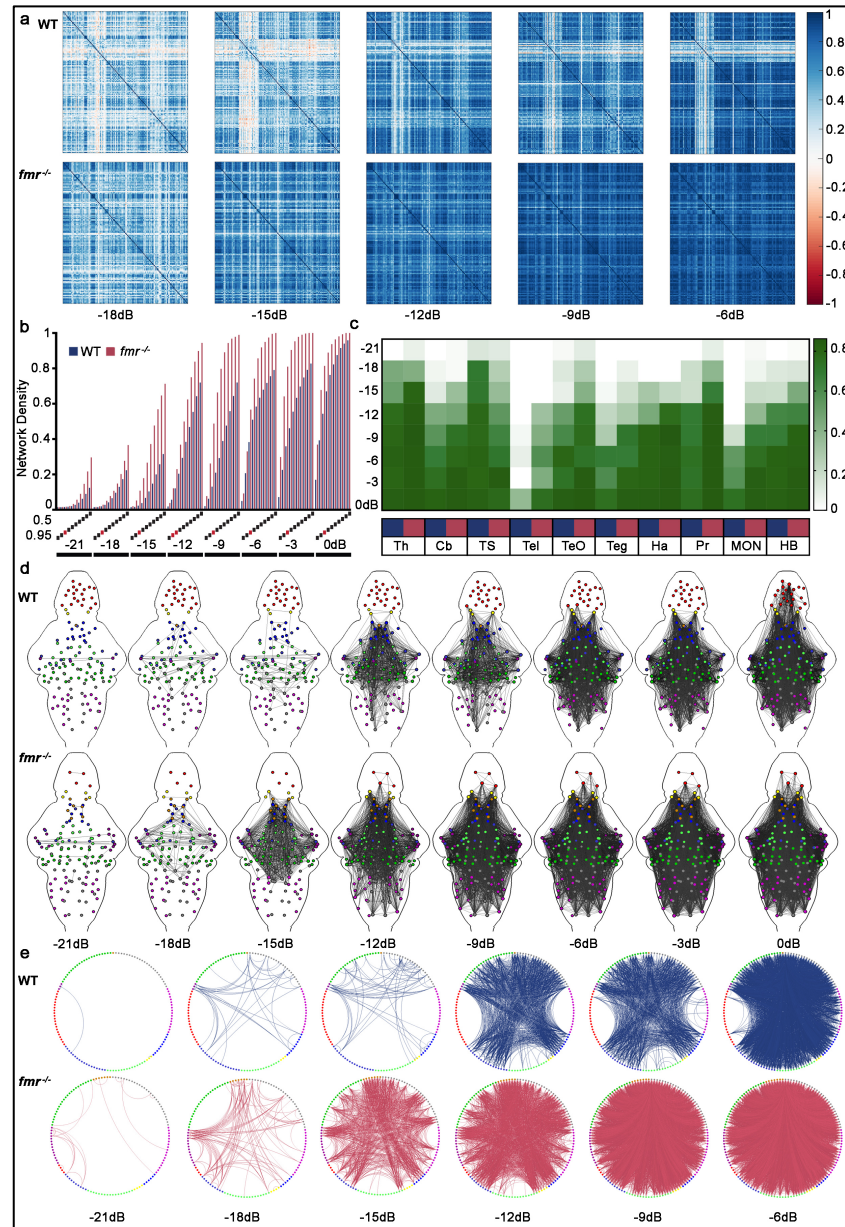 a
WT
fmr-/-
-18dB -15dB -12dB -9dB -6dB
1
0.8
0.6
0.4
0.2
0
-0.2
-0.4
-0.6
-0.8
-1
b
WT fmr-/-
Network Density
1
0.8
0.6
0.4
0.2
0
0.5
0.95
-21 -18 -15 -12 -9 -6 -3 0dB
c
-21
-18
-15
-12
-9
-6
-3
0dB
0.8
0.6
0.4
0.2
0
Th Cb TS Tel TeO Teg Ha Pr MON HB
d
WT
fmr-/-
-21dB -18dB -15dB -12dB -9dB -6dB -3dB 0dB
e
WT
fmr-/-
-21dB -18dB -15dB -12dB -9dB -6dB